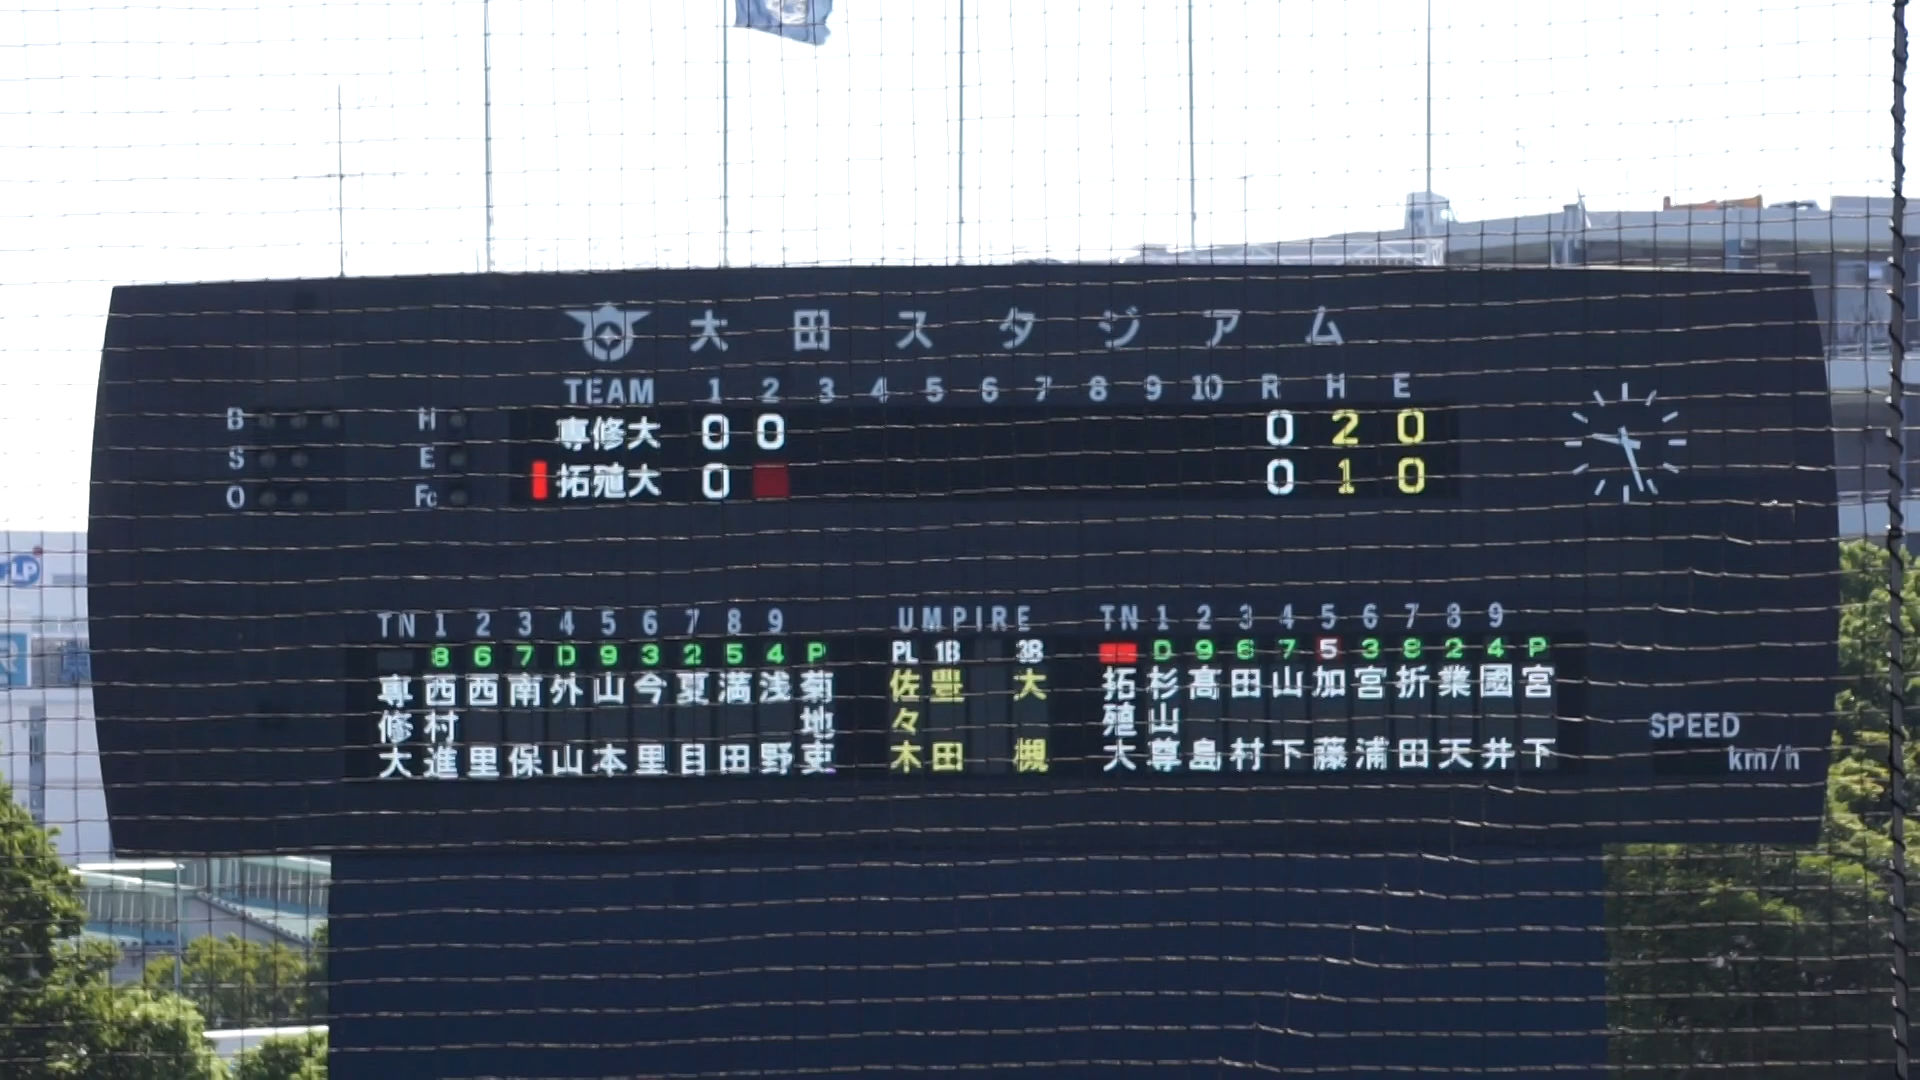 大田スタジアム
TEAM 1 2 3 4 5 6 7 8 9 10 R H E
専修大 0 0 0 2 0
拓殖大 0 0 1 0
B H
S E
O Fc
TN 1 2 3 4 5 6 7 8 9
8 6 7 D 9 3 2 5 4 P
専修大 西村進 西里 南保 外山 山本 今里 夏目 満田 浅野 菊地吏
UMPIRE
PL 1B 3B
佐々木 豊田 大槻
TN 1 2 3 4 5 6 7 8 9
D 9 6 7 5 3 8 2 4 P
拓殖大 杉山尊 髙島 田村 山下 加藤 宮浦 折田 業天 國井 宮下
SPEED
km/h
LP